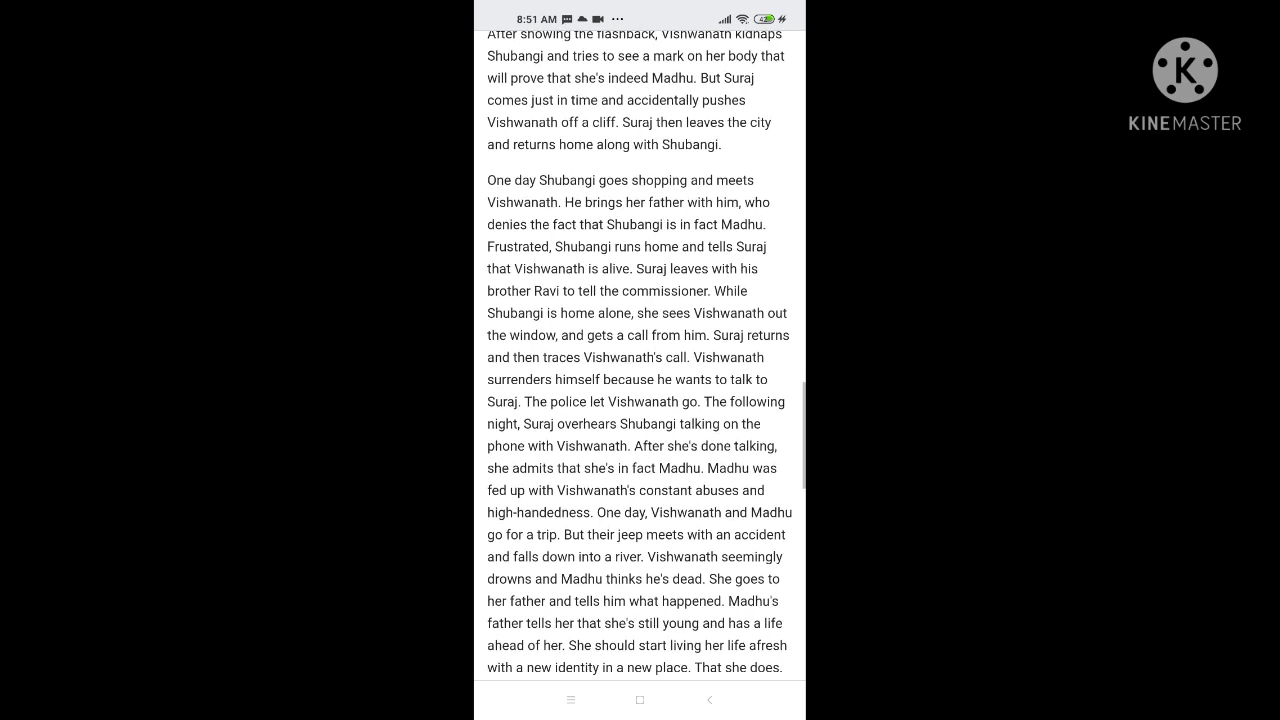 8:51 AM
42
After showing the flashback, Vishwanath kidnaps
Shubangi and tries to see a mark on her body that
will prove that she's indeed Madhu. But Suraj
comes just in time and accidentally pushes
Vishwanath off a cliff. Suraj then leaves the city
and returns home along with Shubangi.
One day Shubangi goes shopping and meets
Vishwanath. He brings her father with him, who
denies the fact that Shubangi is in fact Madhu.
Frustrated, Shubangi runs home and tells Suraj
that Vishwanath is alive. Suraj leaves with his
brother Ravi to tell the commissioner. While
Shubangi is home alone, she sees Vishwanath out
the window, and gets a call from him. Suraj returns
and then traces Vishwanath's call. Vishwanath
surrenders himself because he wants to talk to
Suraj. The police let Vishwanath go. The following
night, Suraj overhears Shubangi talking on the
phone with Vishwanath. After she's done talking,
she admits that she's in fact Madhu. Madhu was
fed up with Vishwanath's constant abuses and
high-handedness. One day, Vishwanath and Madhu
go for a trip. But their jeep meets with an accident
and falls down into a river. Vishwanath seemingly
drowns and Madhu thinks he's dead. She goes to
her father and tells him what happened. Madhu's
father tells her that she's still young and has a life
ahead of her. She should start living her life afresh
with a new identity in a new place. That she does.
K
KINEMASTER